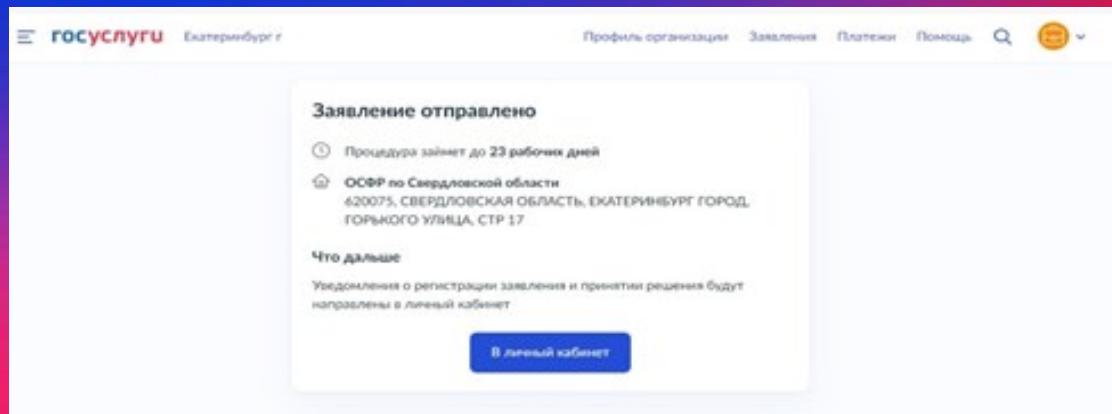 госуслуги Екатеринбург г Профиль организации Заявления Платежи Помощь
Заявление отправлено
Процедура займет до 23 рабочих дней
ОСФР по Свердловской области
620075, СВЕРДЛОВСКАЯ ОБЛАСТЬ, ЕКАТЕРИНБУРГ ГОРОД,
ГОРЬКОГО УЛИЦА, СТР 17
Что дальше
Уведомления о регистрации заявления и принятии решения будут
направлены в личный кабинет
В личный кабинет